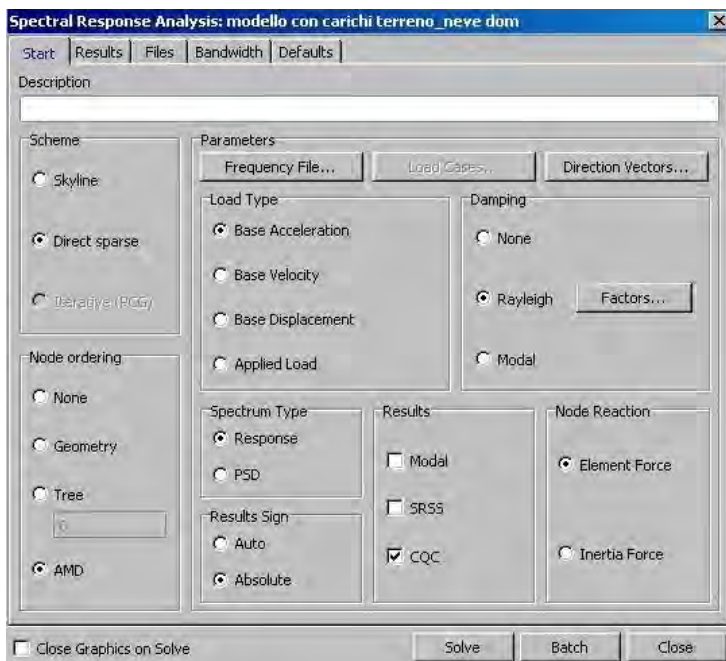 Spectral Response Analysis: modello con carichi terreno_neve dom
Start Results Files Bandwidth Defaults
Description
Scheme
Skyline
Direct sparse
Iterative (PCG)
Node ordering
None
Geometry
Tree
AMD
Parameters
Frequency File... Load Cases... Direction Vectors...
Load Type
Base Acceleration
Base Velocity
Base Displacement
Applied Load
Damping
None
Rayleigh Factors...
Modal
Spectrum Type
Response
PSD
Results Sign
Auto
Absolute
Results
Modal
SRSS
CQC
Node Reaction
Element Force
Inertia Force
Close Graphics on Solve Solve Batch Close